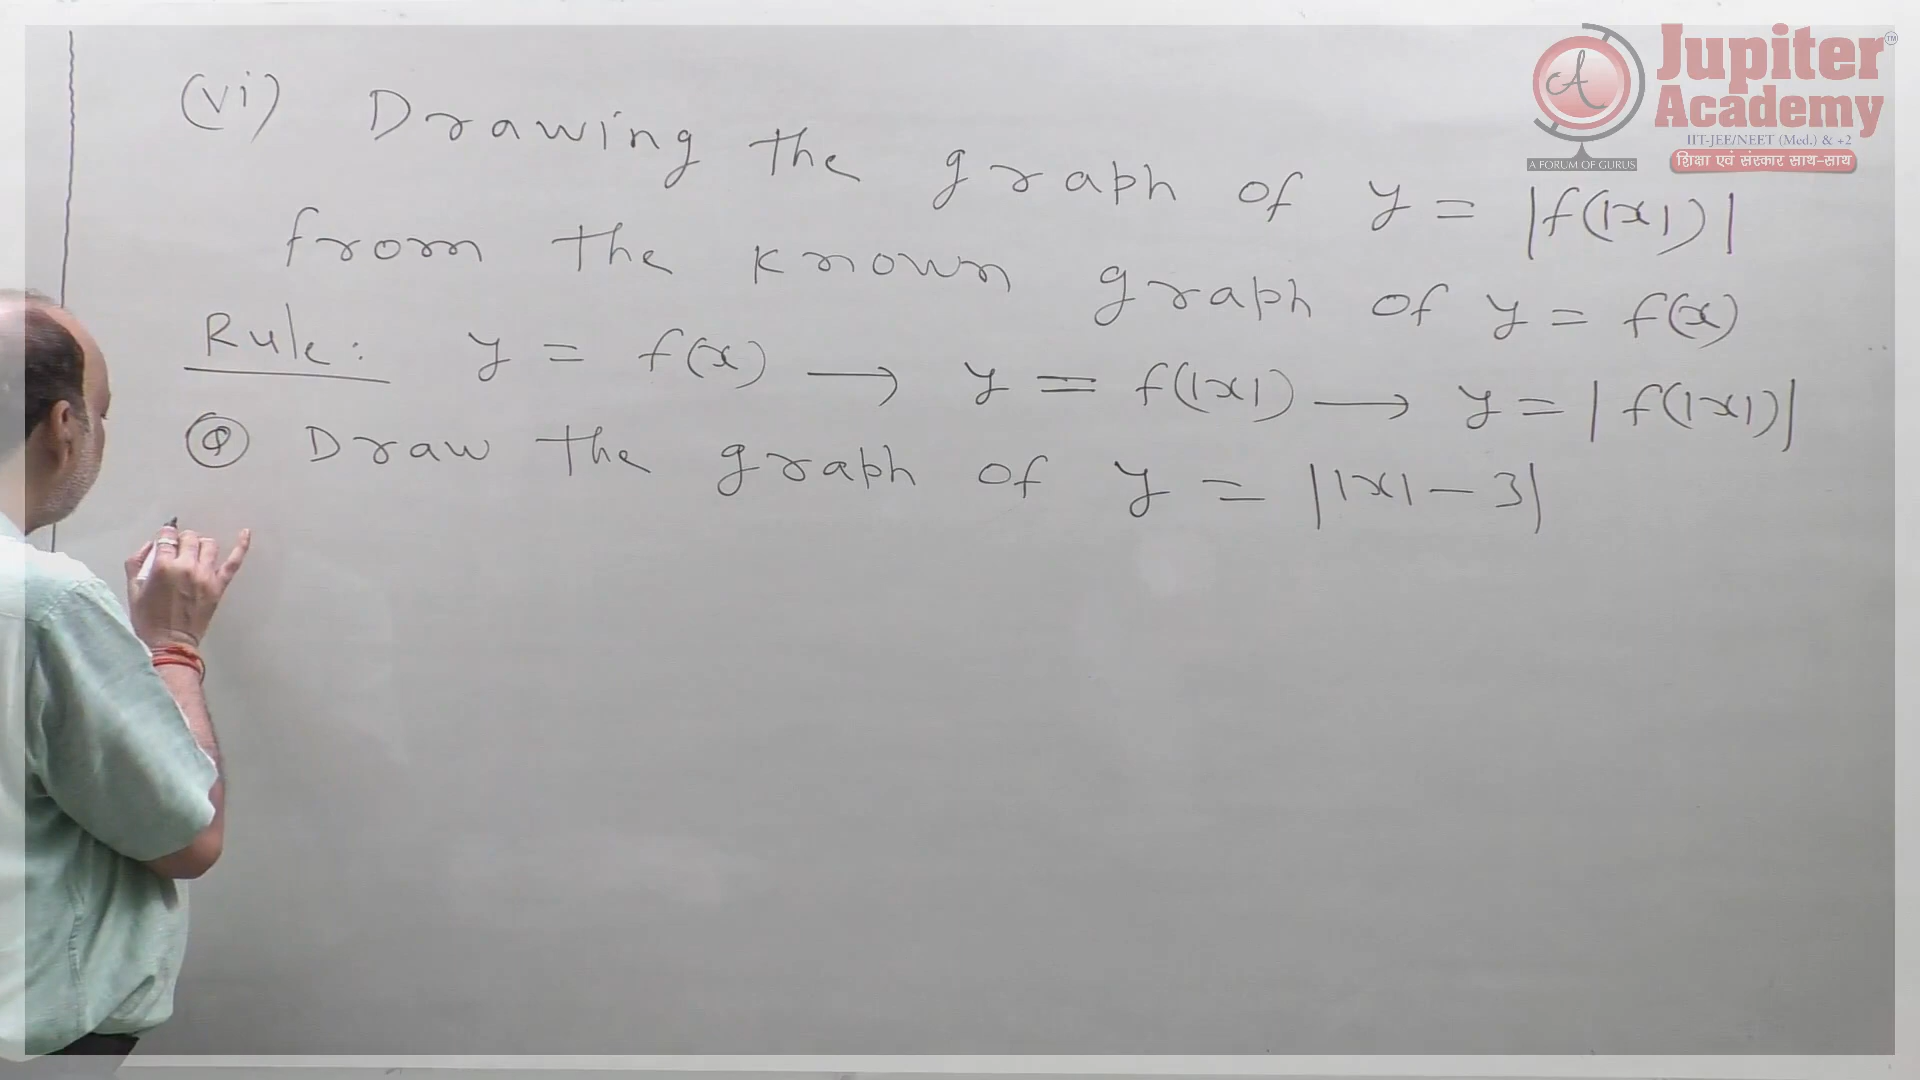 (vi) Drawing the graph of y = |f(|x|)|
from the known graph of y = f(x)
Rule: y = f(x) → y = f(|x|) → y = |f(|x|)|
Q Draw the graph of y = ||x| - 3|
Jupiter
Academy
TM
IIT-JEE/NEET (Med.) & +2
शिक्षा एवं संस्कार साथ-साथ
A
A FORUM OF GURUS